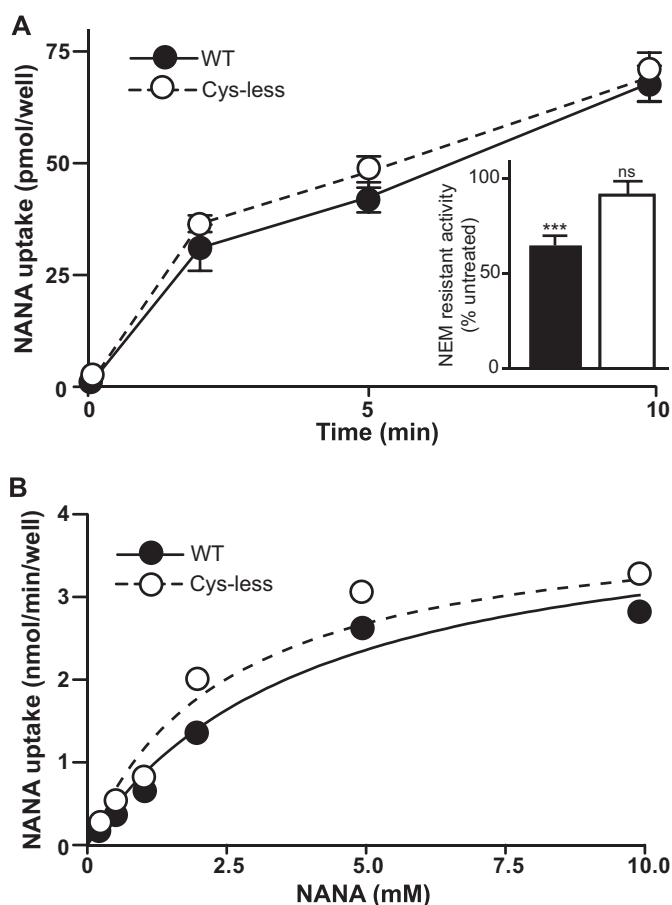 A
NANA uptake (pmol/well)
75
50
25
0
WT
Cys-less
0
5
10
Time (min)
NEM resistant activity
(% untreated)
100
50
0
***
ns
B
NANA uptake (nmol/min/well)
4
3
2
1
0
WT
Cys-less
0
2.5
5.0
7.5
10.0
NANA (mM)